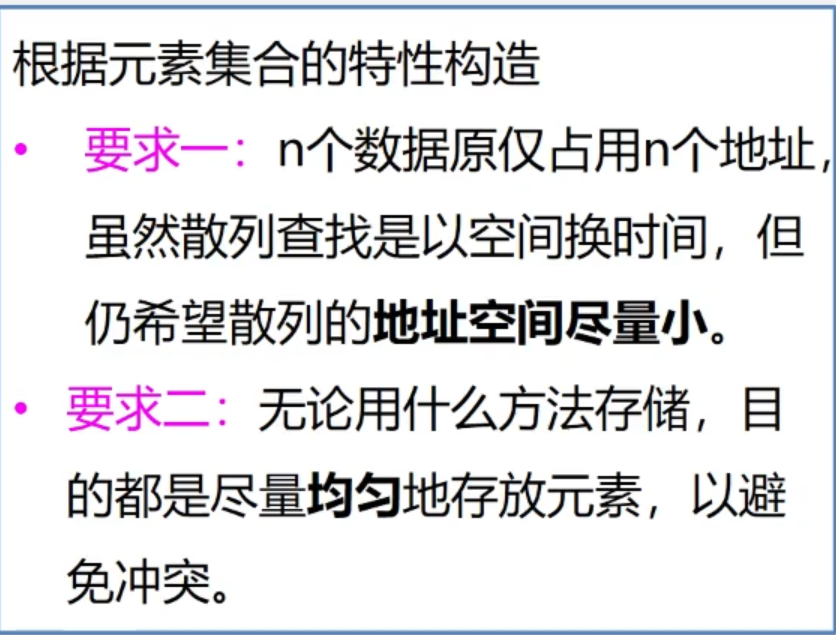 根据元素集合的特性构造
• 要求一：n个数据原仅占用n个地址，
虽然散列查找是以空间换时间，但
仍希望散列的地址空间尽量小。
• 要求二：无论用什么方法存储，目
的都是尽量均匀地存放元素，以避
免冲突。